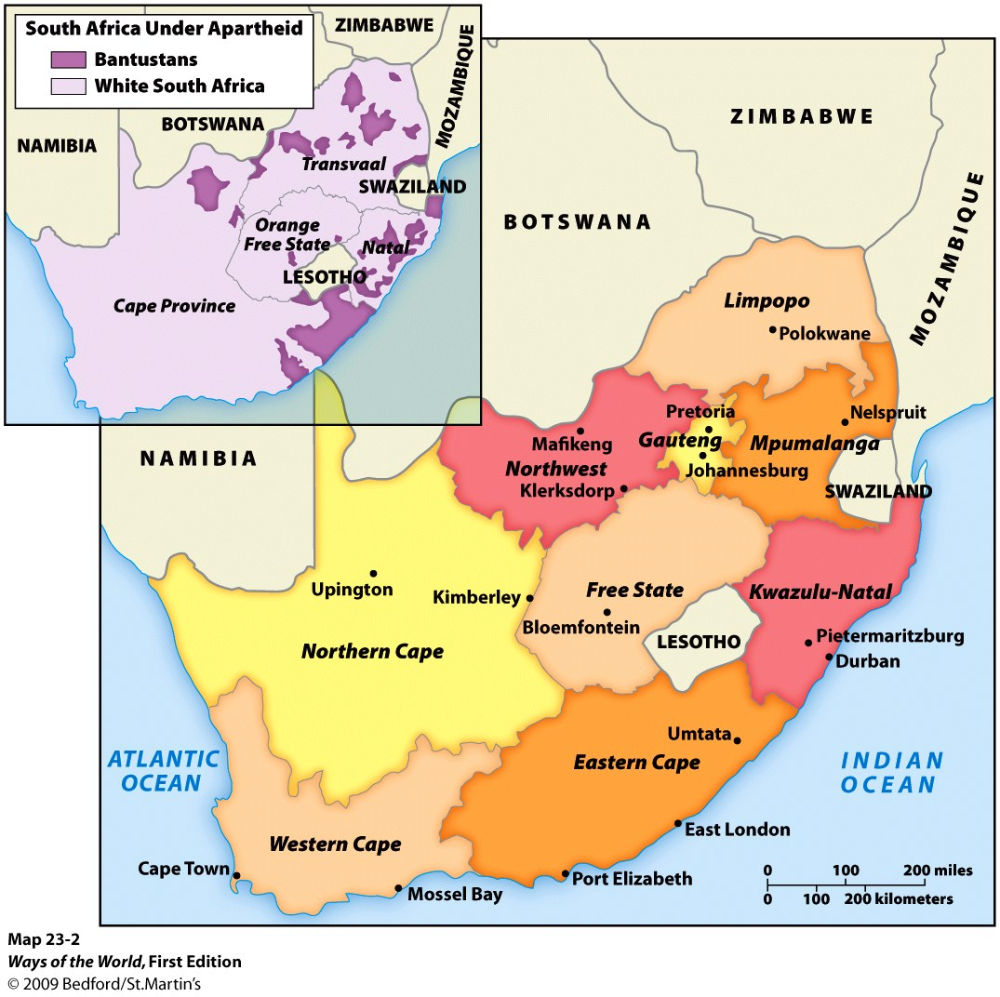 South Africa Under Apartheid
Bantustans
White South Africa
ZIMBABWE
MOZAMBIQUE
BOTSWANA
NAMIBIA
Transvaal
SWAZILAND
Orange
Free State
Natal
LESOTHO
Cape Province
ZIMBABWE
BOTSWANA
MOZAMBIQUE
Limpopo
Polokwane
Pretoria
Nelspruit
Mafikeng
Gauteng
Mpumalanga
Northwest
Johannesburg
Klerksdorp
SWAZILAND
NAMIBIA
Upington
Kimberley
Free State
Kwazulu-Natal
Bloemfontein
LESOTHO
Pietermaritzburg
Durban
Northern Cape
Umtata
Eastern Cape
ATLANTIC
OCEAN
INDIAN
OCEAN
East London
Western Cape
Cape Town
Port Elizabeth
Mossel Bay
0 100 200 miles
0 100 200 kilometers
Map 23-2
Ways of the World, First Edition
© 2009 Bedford/St.Martin's